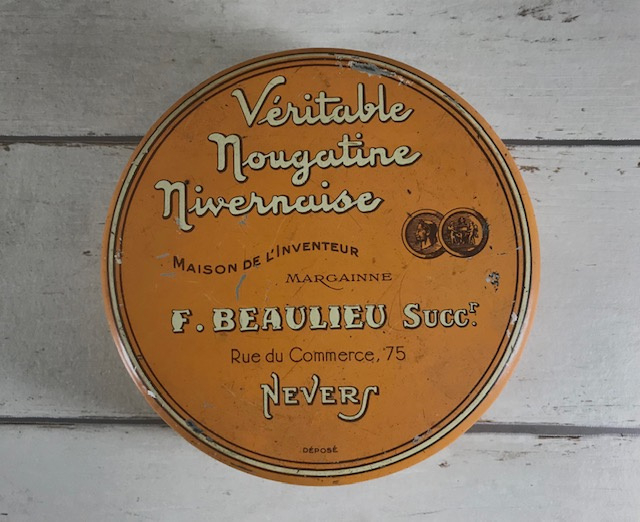 Véritable
Nougatine
Nivernaise
MAISON DE L'INVENTEUR
MARGAINNE
F. BEAULIEU SUCCr.
Rue du Commerce, 75
NEVERS
DÉPOSÉ